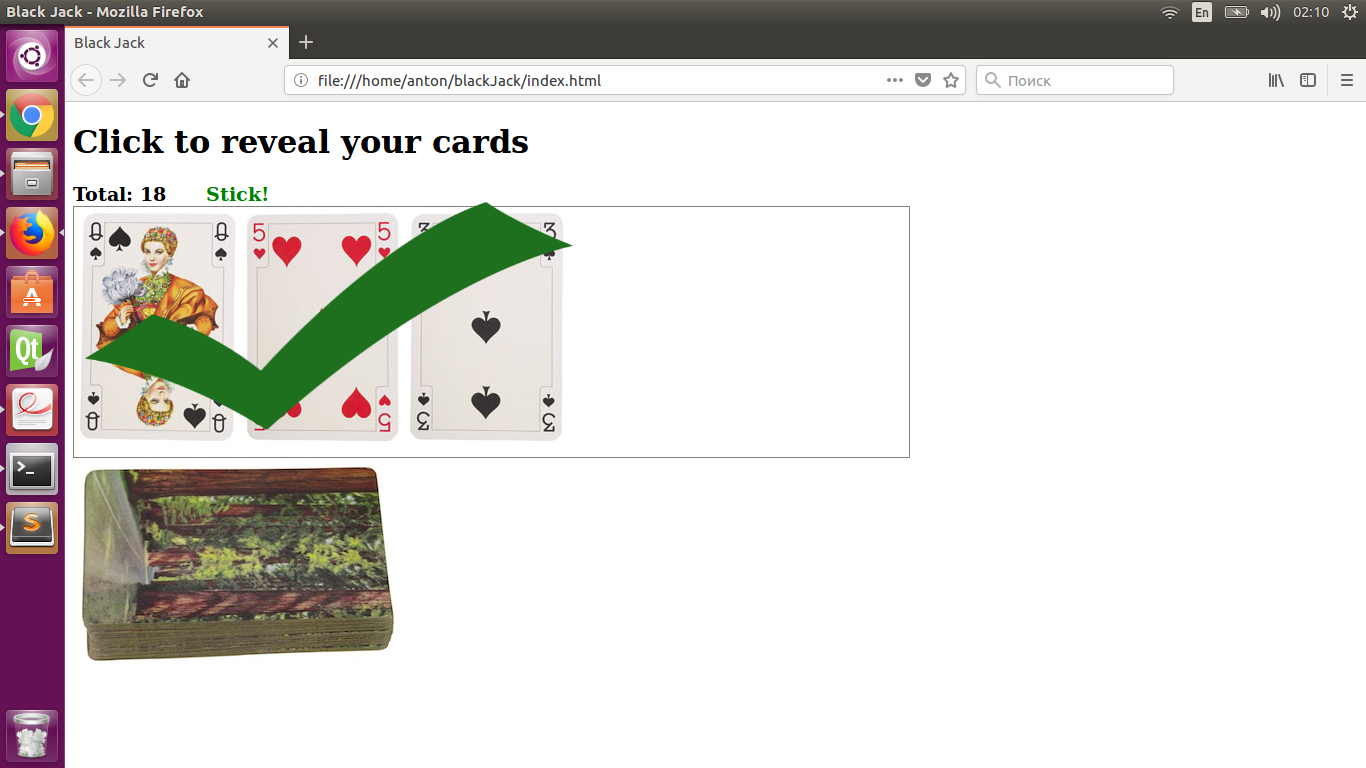 Black Jack - Mozilla Firefox
En
02:10
Black Jack
file:///home/anton/blackJack/index.html
Поиск
Click to reveal your cards
Total: 18 Stick!
Q Q 5 5 3 3
Q Q 5 5 3 3
Qt